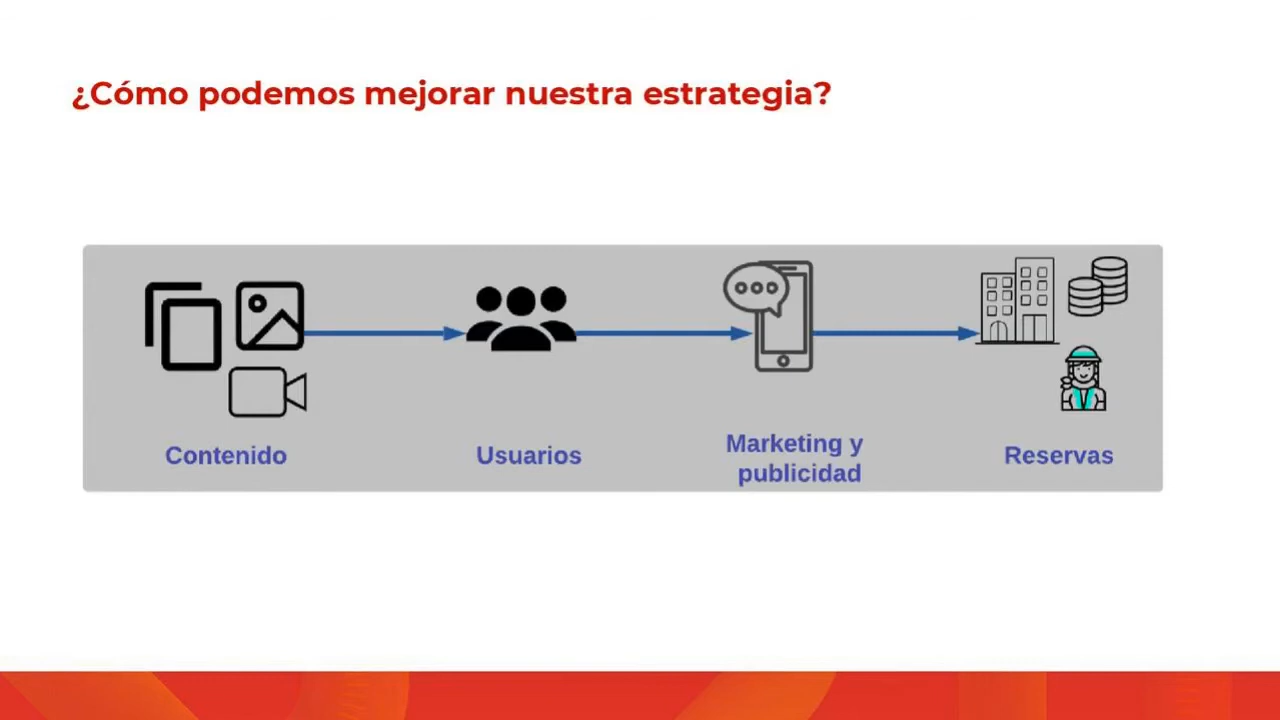 ¿Cómo podemos mejorar nuestra estrategia?
Contenido
Usuarios
Marketing y
publicidad
Reservas